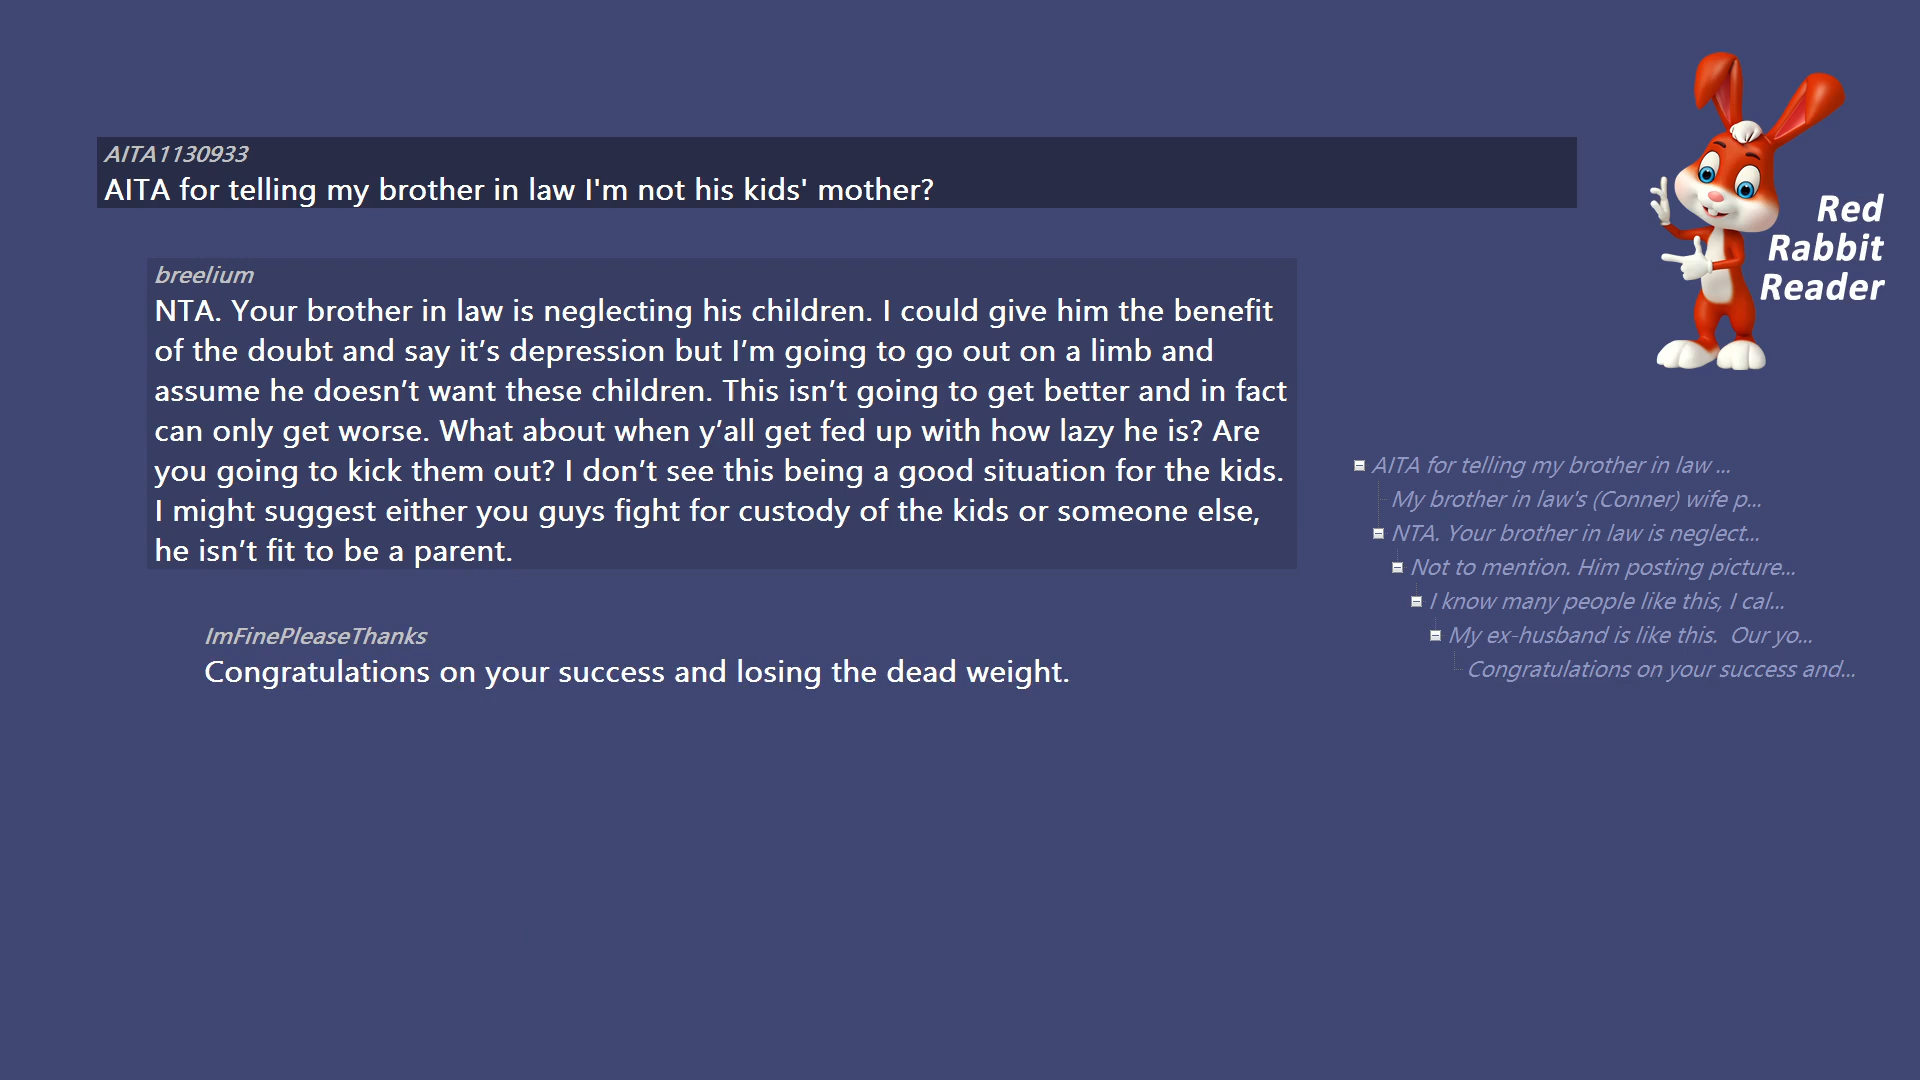 AITA1130933
AITA for telling my brother in law I'm not his kids' mother?
breelium
NTA. Your brother in law is neglecting his children. I could give him the benefit
of the doubt and say it’s depression but I’m going to go out on a limb and
assume he doesn’t want these children. This isn’t going to get better and in fact
can only get worse. What about when y’all get fed up with how lazy he is? Are
you going to kick them out? I don’t see this being a good situation for the kids.
I might suggest either you guys fight for custody of the kids or someone else,
he isn’t fit to be a parent.
ImFinePleaseThanks
Congratulations on your success and losing the dead weight.
Red
Rabbit
Reader
AITA for telling my brother in law ...
My brother in law's (Conner) wife p...
NTA. Your brother in law is neglect...
Not to mention. Him posting picture...
I know many people like this, I cal...
My ex-husband is like this.  Our yo...
Congratulations on your success and...